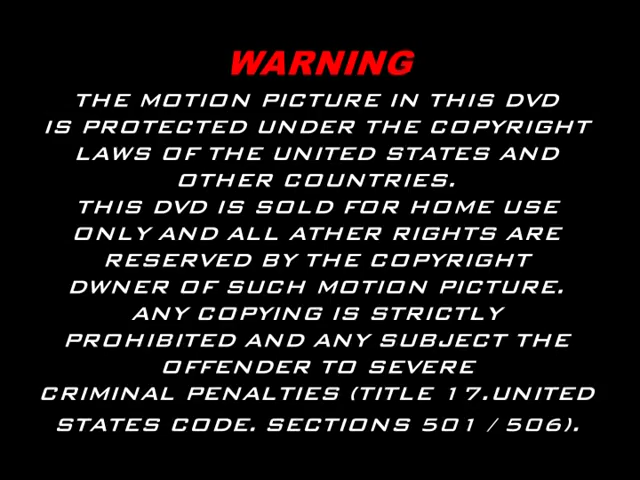 WARNING
THE MOTION PICTURE IN THIS DVD
IS PROTECTED UNDER THE COPYRIGHT
LAWS OF THE UNITED STATES AND
OTHER COUNTRIES.
THIS DVD IS SOLD FOR HOME USE
ONLY AND ALL ATHER RIGHTS ARE
RESERVED BY THE COPYRIGHT
DWNER OF SUCH MOTION PICTURE.
ANY COPYING IS STRICTLY
PROHIBITED AND ANY SUBJECT THE
OFFENDER TO SEVERE
CRIMINAL PENALTIES (TITLE 17.UNITED
STATES CODE. SECTIONS 501 / 506).